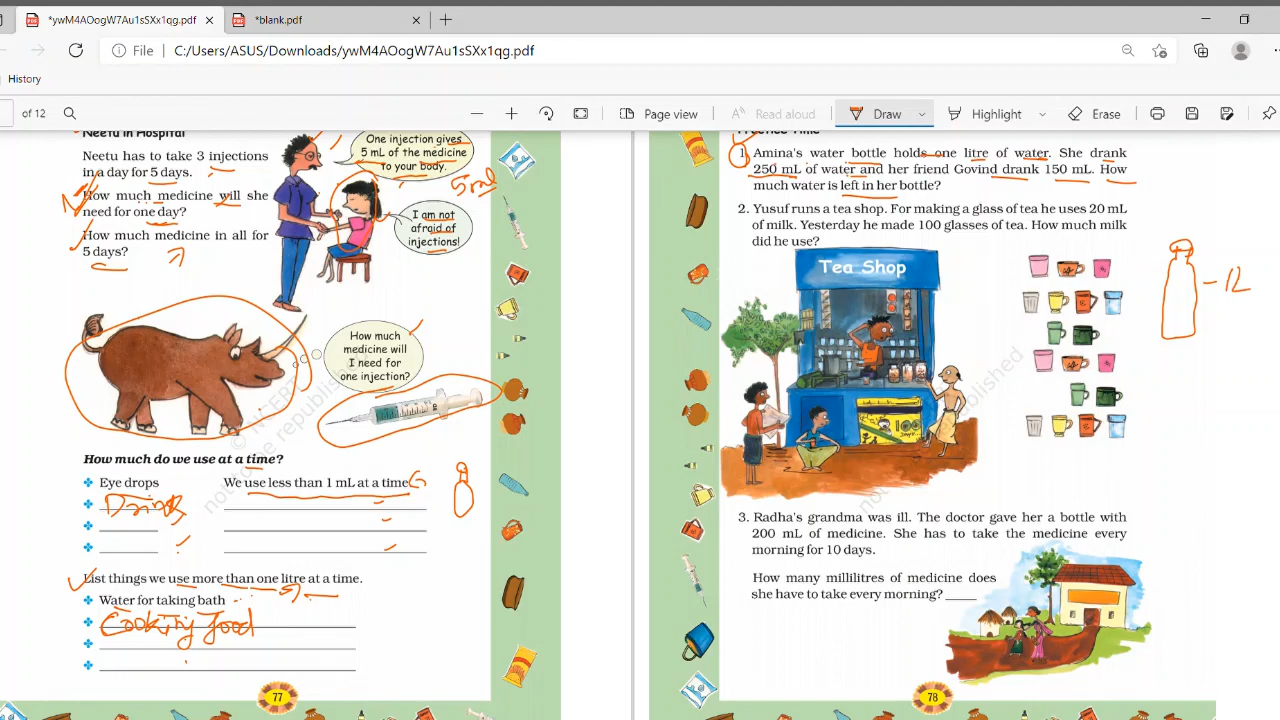 *ywM4AOogW7Au1sSXx1qg.pdf
*blank.pdf
File
C:/Users/ASUS/Downloads/ywM4AOogW7Au1sSXx1qg.pdf
History
of 12
Page view
Read aloud
Draw
Highlight
Erase
Neetu in Hospital
Neetu has to take 3 injections
in a day for 5 days.
How much medicine will she
need for one day?
How much medicine in all for
5 days?
One injection gives
5 mL of the medicine
to your body.
5 ml
I am not
afraid of
injections!
How much
medicine will
I need for
one injection?
How much do we use at a time?
Eye drops
We use less than 1 mL at a time
Drinks
List things we use more than one litre at a time.
Water for taking bath
Cooking food
77
Practice Time
1. Amina's water bottle holds one litre of water. She drank
250 mL of water and her friend Govind drank 150 mL. How
much water is left in her bottle?
2. Yusuf runs a tea shop. For making a glass of tea he uses 20 mL
of milk. Yesterday he made 100 glasses of tea. How much milk
did he use?
Tea Shop
100
- 1L
3. Radha's grandma was ill. The doctor gave her a bottle with
200 mL of medicine. She has to take the medicine every
morning for 10 days.
How many millilitres of medicine does
she have to take every morning?
78
© NCERT
not to be republished